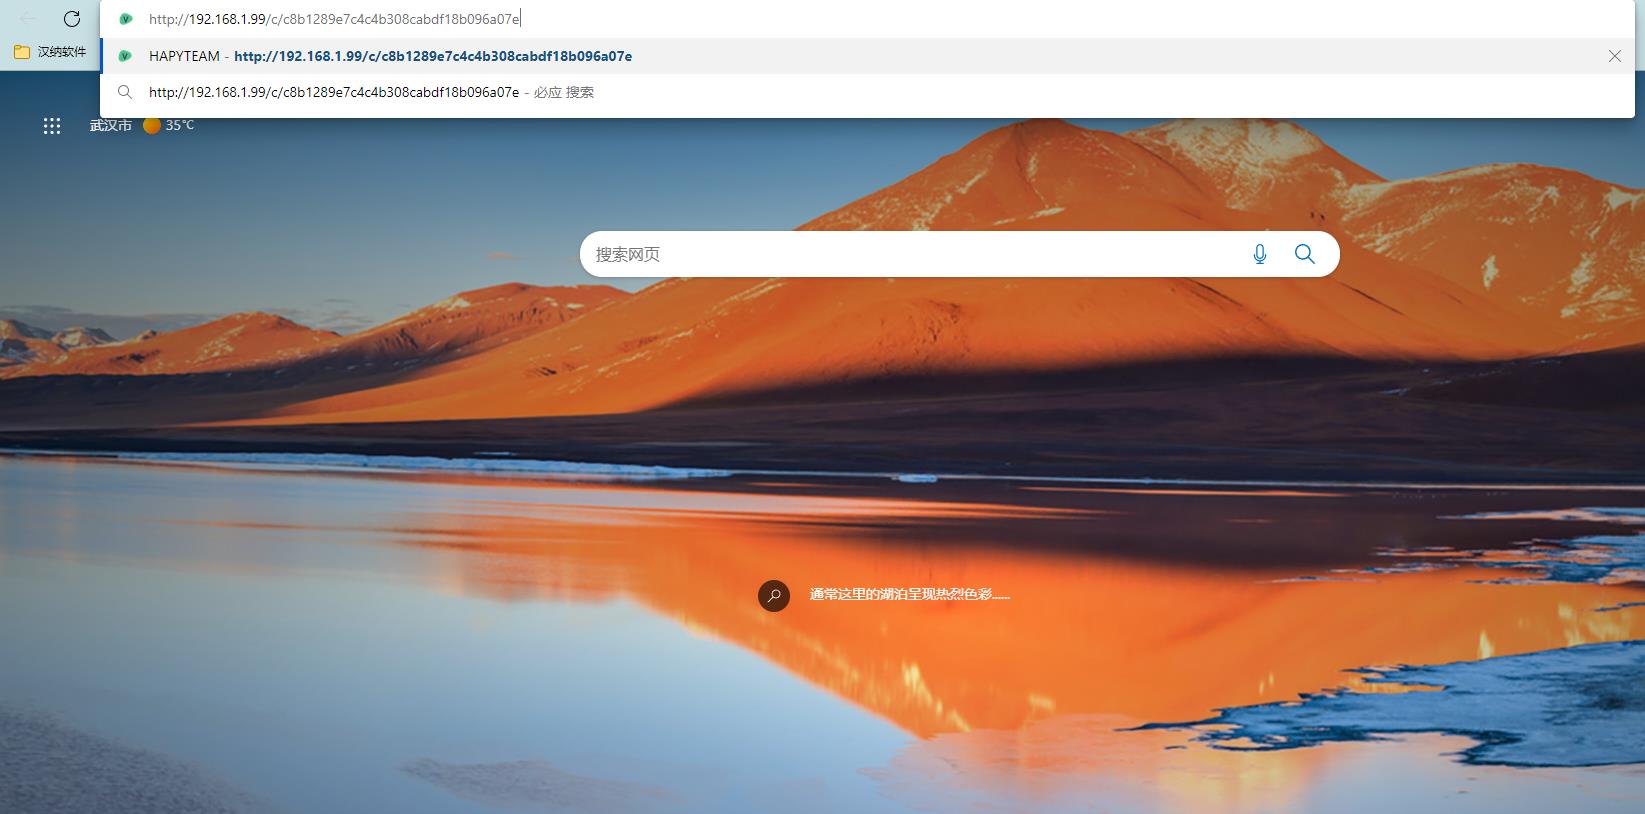 http://192.168.1.99/c/c8b1289e7c4c4b308cabdf18b096a07e
汉纳软件
HAPYTEAM - http://192.168.1.99/c/c8b1289e7c4c4b308cabdf18b096a07e
http://192.168.1.99/c/c8b1289e7c4c4b308cabdf18b096a07e - 必应 搜索
武汉市 35°C
搜索网页
通常这里的湖泊呈现热烈色彩......